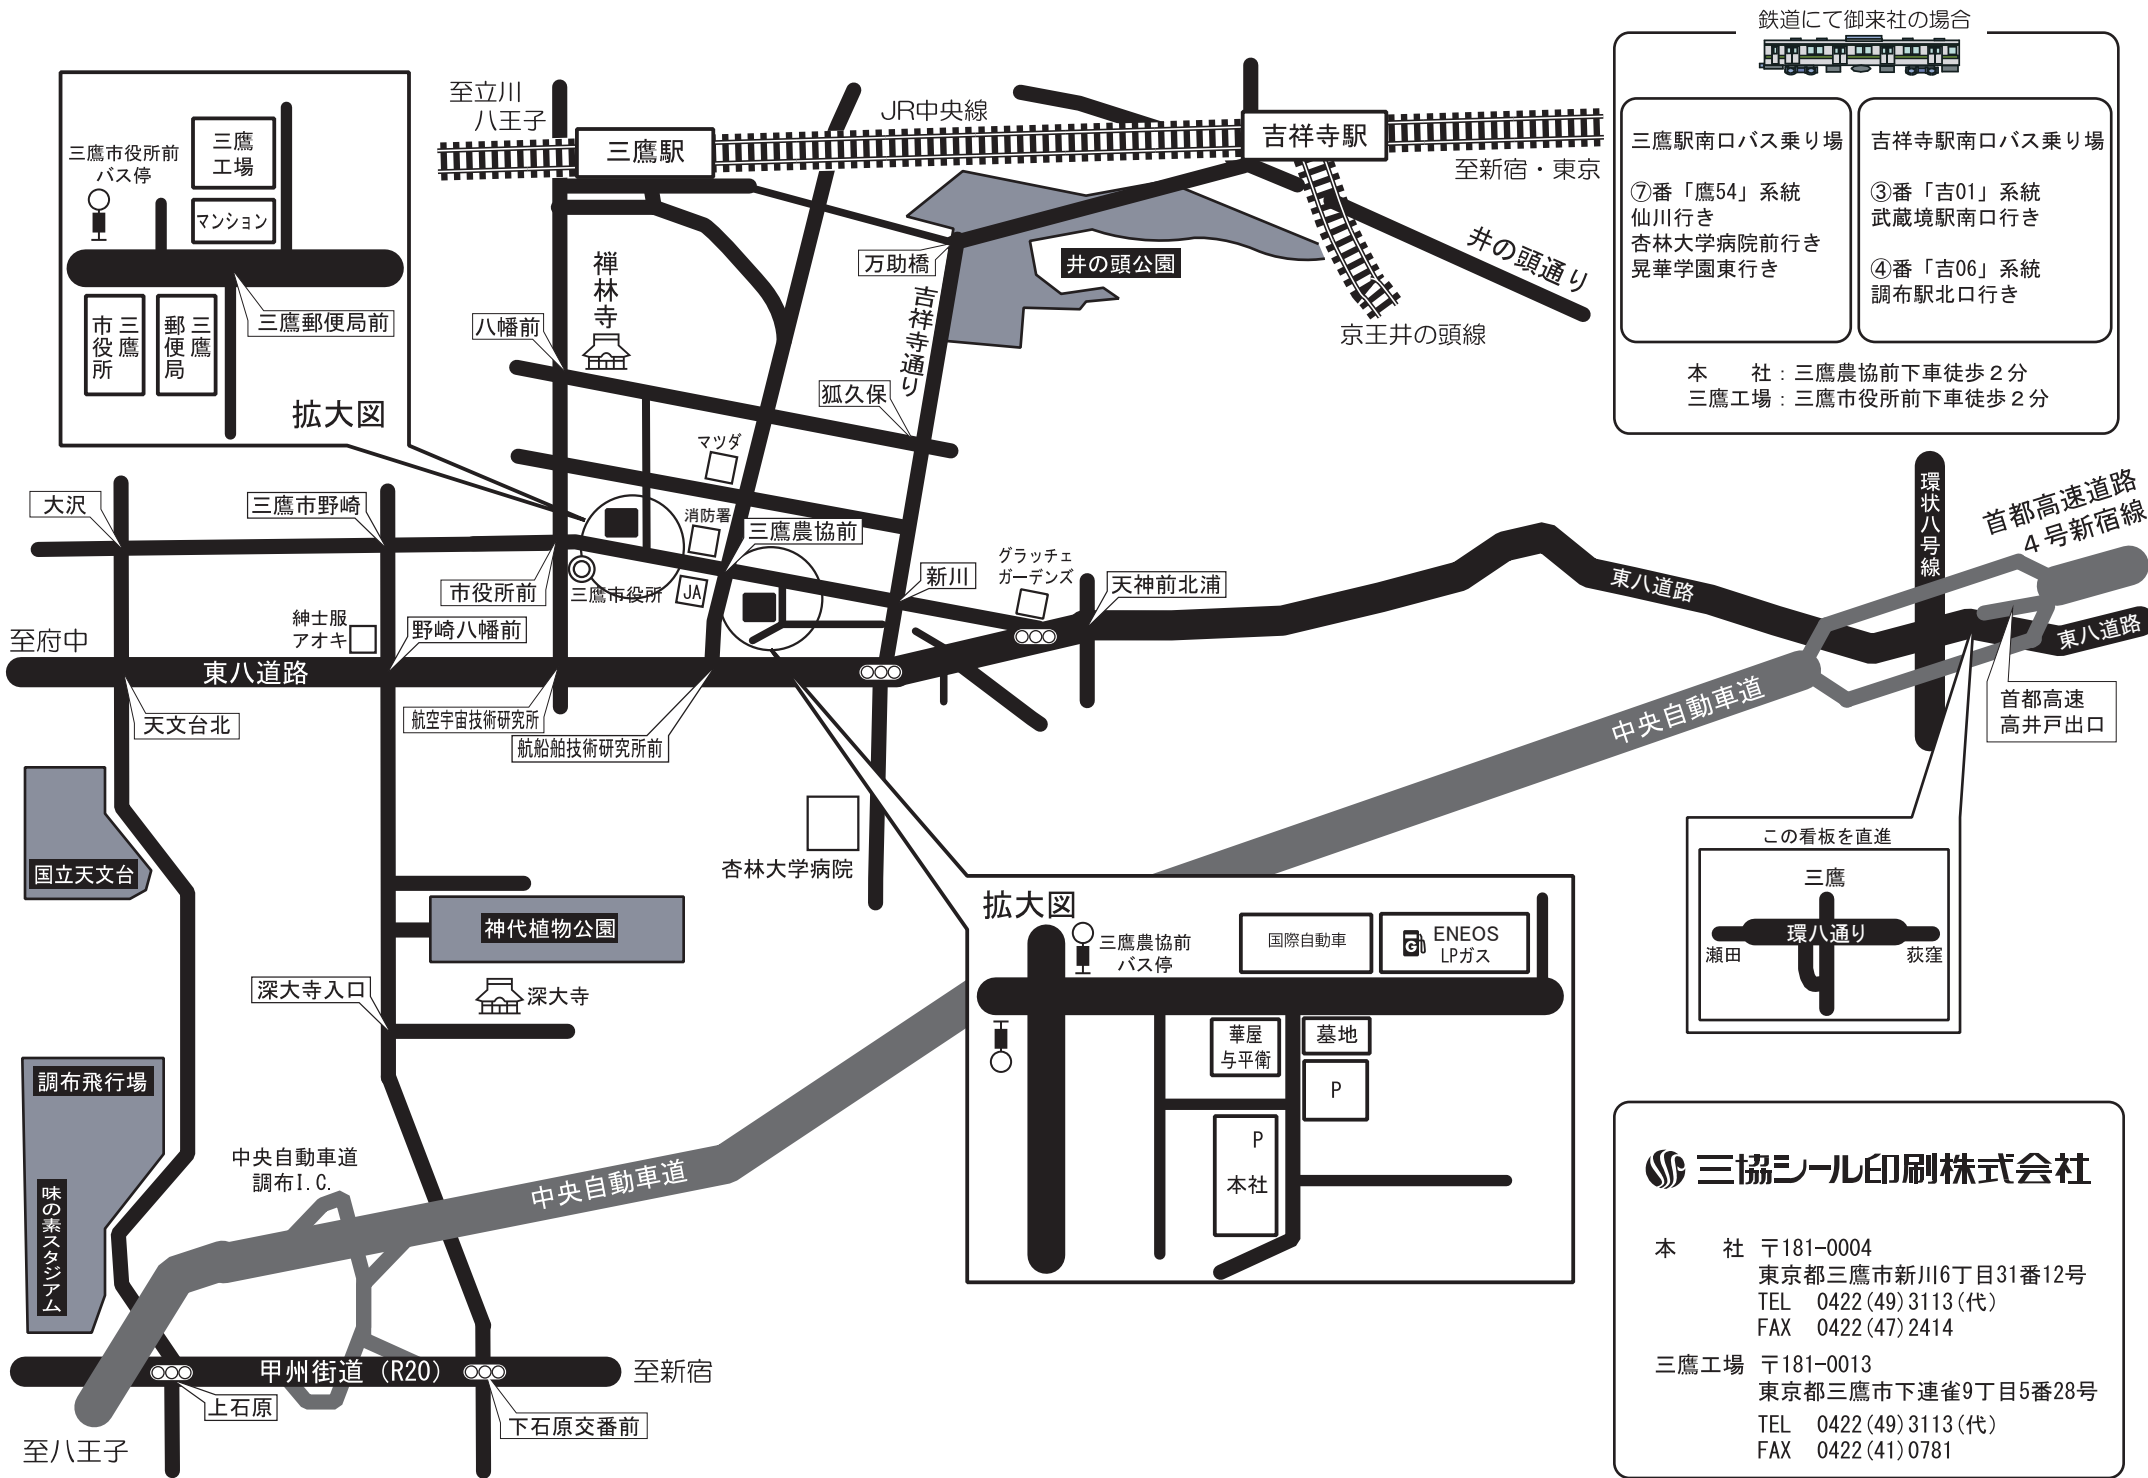 鉄道にて御来社の場合
三鷹駅南口バス乗り場
⑦番「鷹54」系統
仙川行き
杏林大学病院前行き
晃華学園東行き
吉祥寺駅南口バス乗り場
③番「吉01」系統
武蔵境駅南口行き
④番「吉06」系統
調布駅北口行き
本　社：三鷹農協前下車徒歩２分
三鷹工場：三鷹市役所前下車徒歩２分
至立川
八王子
三鷹駅
JR中央線
吉祥寺駅
至新宿・東京
三鷹市役所前
バス停
三鷹
工場
マンション
三鷹郵便局前
三鷹
市役所
三鷹
郵便局
拡大図
禅林寺
八幡前
万助橋
井の頭公園
井の頭通り
京王井の頭線
吉祥寺通り
狐久保
マツダ
大沢
三鷹市野崎
消防署
三鷹農協前
市役所前
三鷹市役所
JA
新川
グラッチェ
ガーデンズ
天神前北浦
東八道路
環状八号線
首都高速道路
４号新宿線
東八道路
至府中
紳士服
アオキ
野崎八幡前
東八道路
天文台北
航空宇宙技術研究所
航船舶技術研究所前
中央自動車道
首都高速
高井戸出口
国立天文台
杏林大学病院
この看板を直進
三鷹
環八通り
瀬田
荻窪
神代植物公園
深大寺入口
深大寺
拡大図
三鷹農協前
バス停
国際自動車
ENEOS
LPガス
G
華屋
与平衛
墓地
P
P
本社
調布飛行場
味の素スタジアム
中央自動車道
調布I.C.
中央自動車道
甲州街道（R20）
至新宿
上石原
下石原交番前
至八王子
三協シール印刷株式会社
本　社 〒181-0004
東京都三鷹市新川6丁目31番12号
TEL 0422(49)3113(代)
FAX 0422(47)2414
三鷹工場 〒181-0013
東京都三鷹市下連雀9丁目5番28号
TEL 0422(49)3113(代)
FAX 0422(41)0781